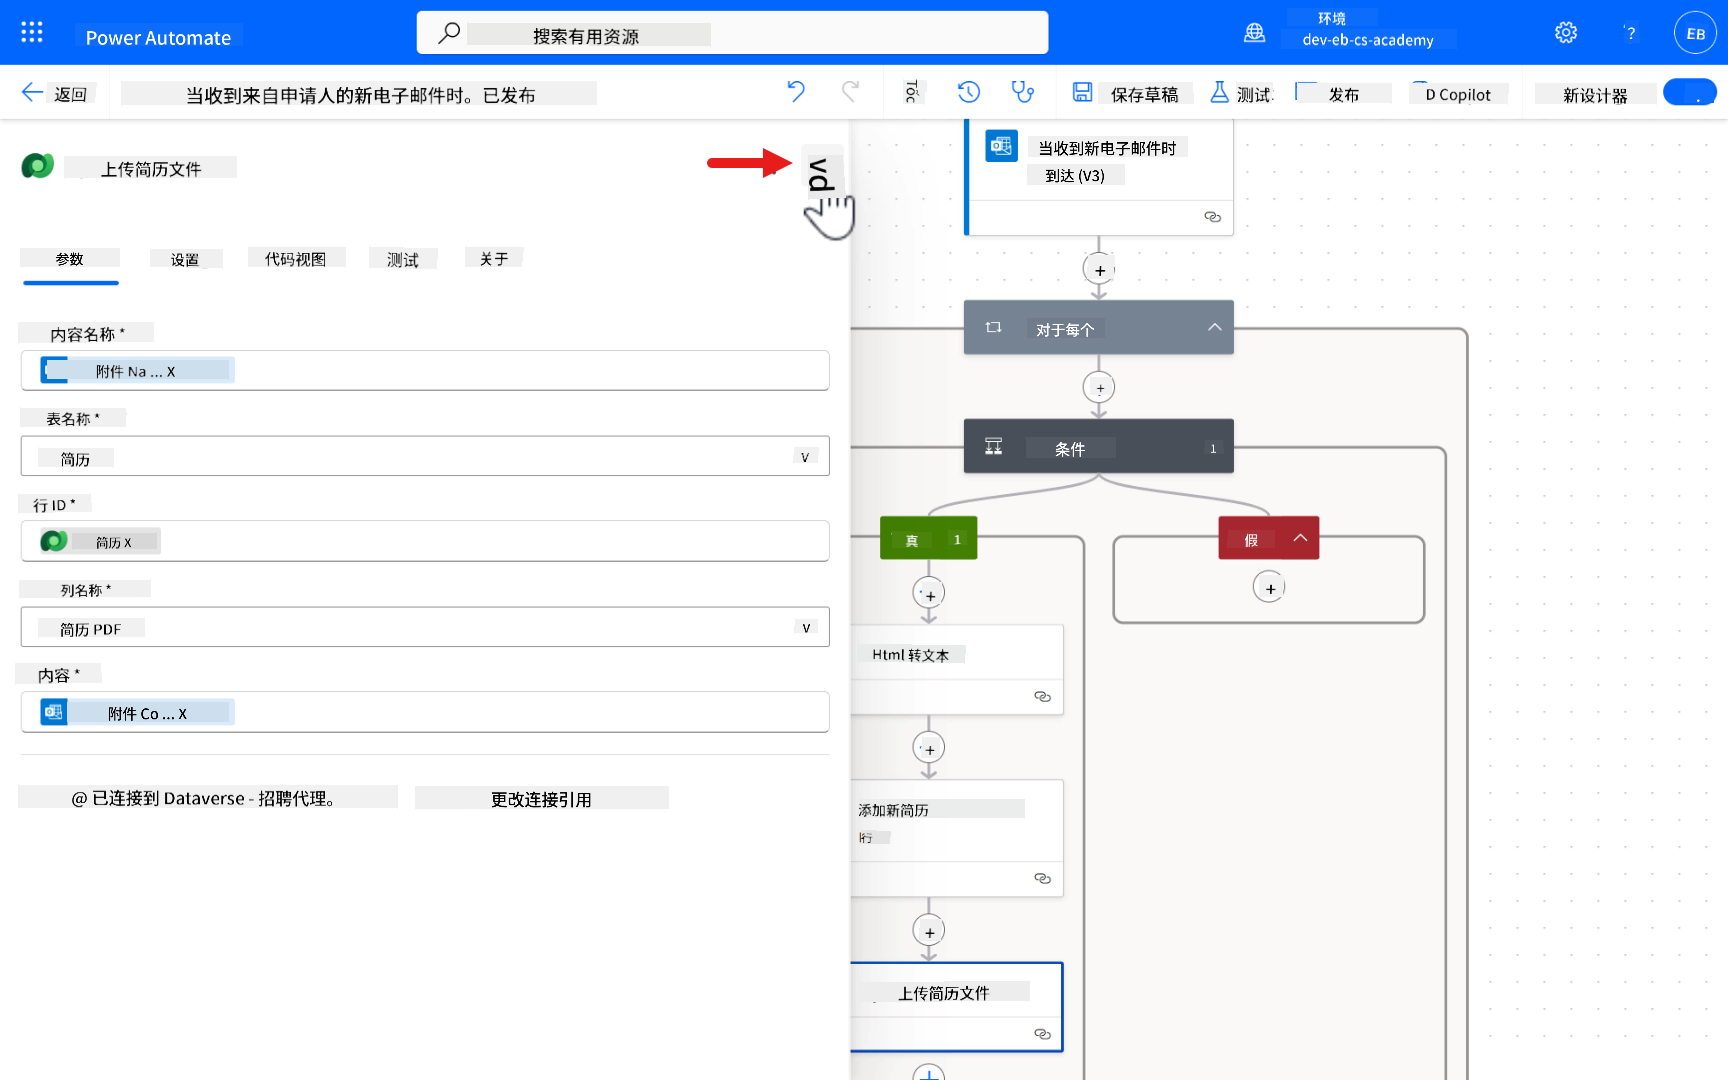 Power Automate
搜索有用资源
环境
dev-eb-cs-academy
?
EB
返回
当收到来自申请人的新电子邮件时。已发布
保存草稿
测试
发布
D Copilot
新设计器
上传简历文件
vd
参数
设置
代码视图
测试
关于
内容名称 *
附件 Na ... X
表名称 *
简历
V
行 ID *
简历 X
列名称 *
简历 PDF
V
内容 *
附件 Co ... X
@ 已连接到 Dataverse - 招聘代理。
更改连接引用
当收到新电子邮件时
到达 (V3)
对于每个
条件
1
真
1
假
Html 转文本
添加新简历
行
上传简历文件